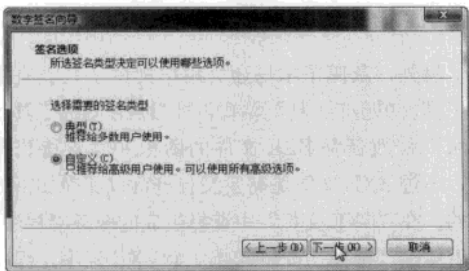 数字签名向导
签名选项
所选签名类型决定可以使用哪些选项。
选择需要的签名类型
典型(T)
推荐给多数用户使用。
自定义(C)
只推荐给高级用户使用。可以使用所有高级选项。
<上一步(B) 下一步(N)> 取消